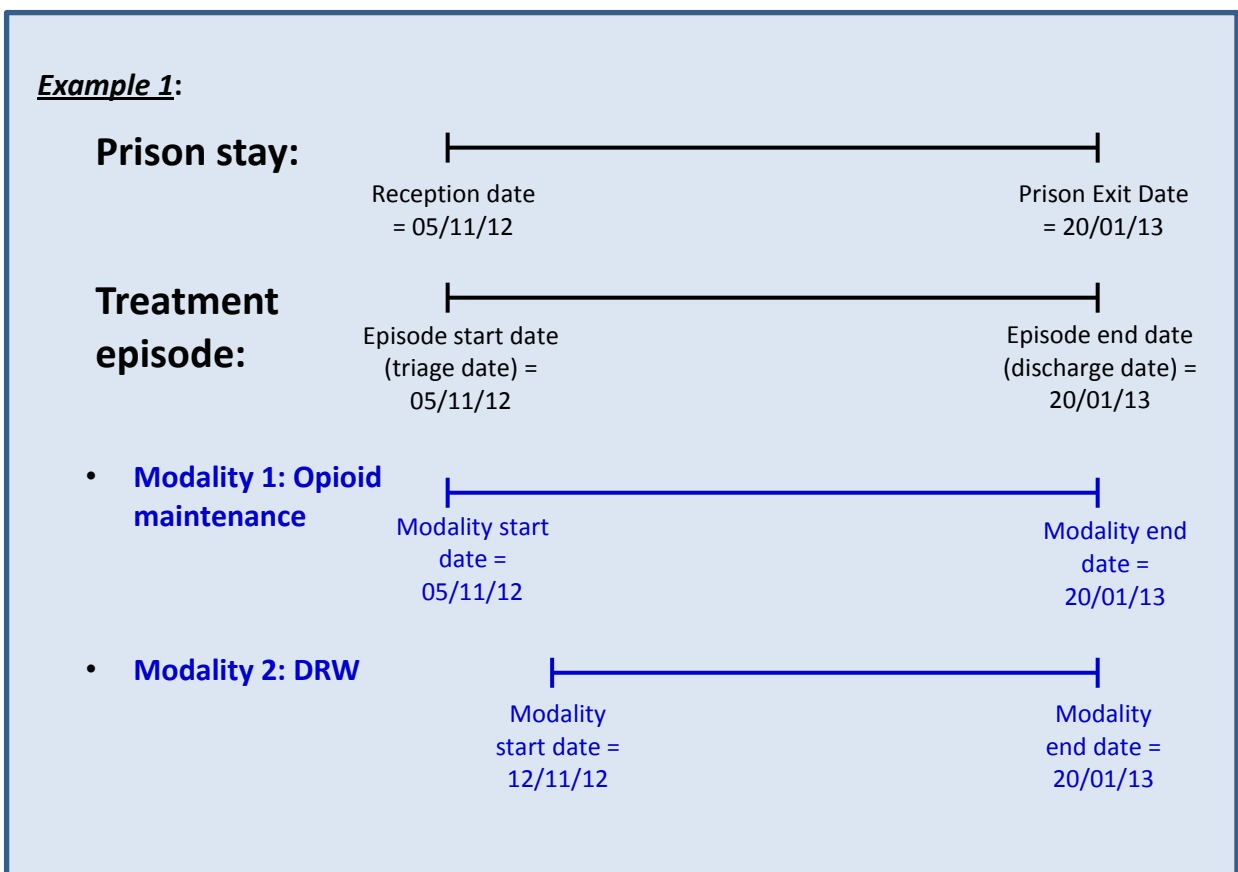 Example 1:
Prison stay:
Reception date
= 05/11/12
Prison Exit Date
= 20/01/13
Treatment
episode:
Episode start date
(triage date) =
05/11/12
Episode end date
(discharge date) =
20/01/13
• Modality 1: Opioid
maintenance
Modality start
date =
05/11/12
Modality end
date =
20/01/13
• Modality 2: DRW
Modality
start date =
12/11/12
Modality
end date =
20/01/13